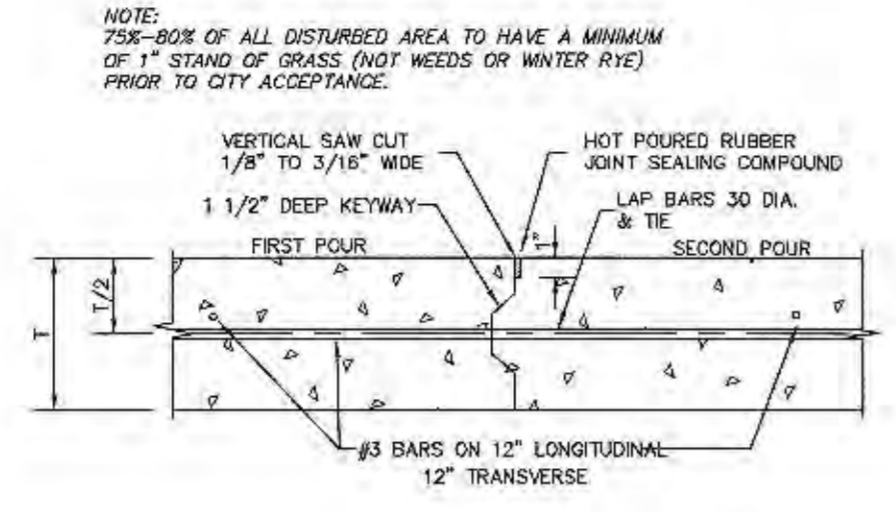 NOTE:
75%-80% OF ALL DISTURBED AREA TO HAVE A MINIMUM
OF 1" STAND OF GRASS (NOT WEEDS OR WINTER RYE)
PRIOR TO CITY ACCEPTANCE.
VERTICAL SAW CUT
1/8" TO 3/16" WIDE
HOT POURED RUBBER
JOINT SEALING COMPOUND
1 1/2" DEEP KEYWAY
LAP BARS 30 DIA.
& TIE
1"
FIRST POUR
SECOND POUR
T/2
T
#3 BARS ON 12" LONGITUDINAL
12" TRANSVERSE